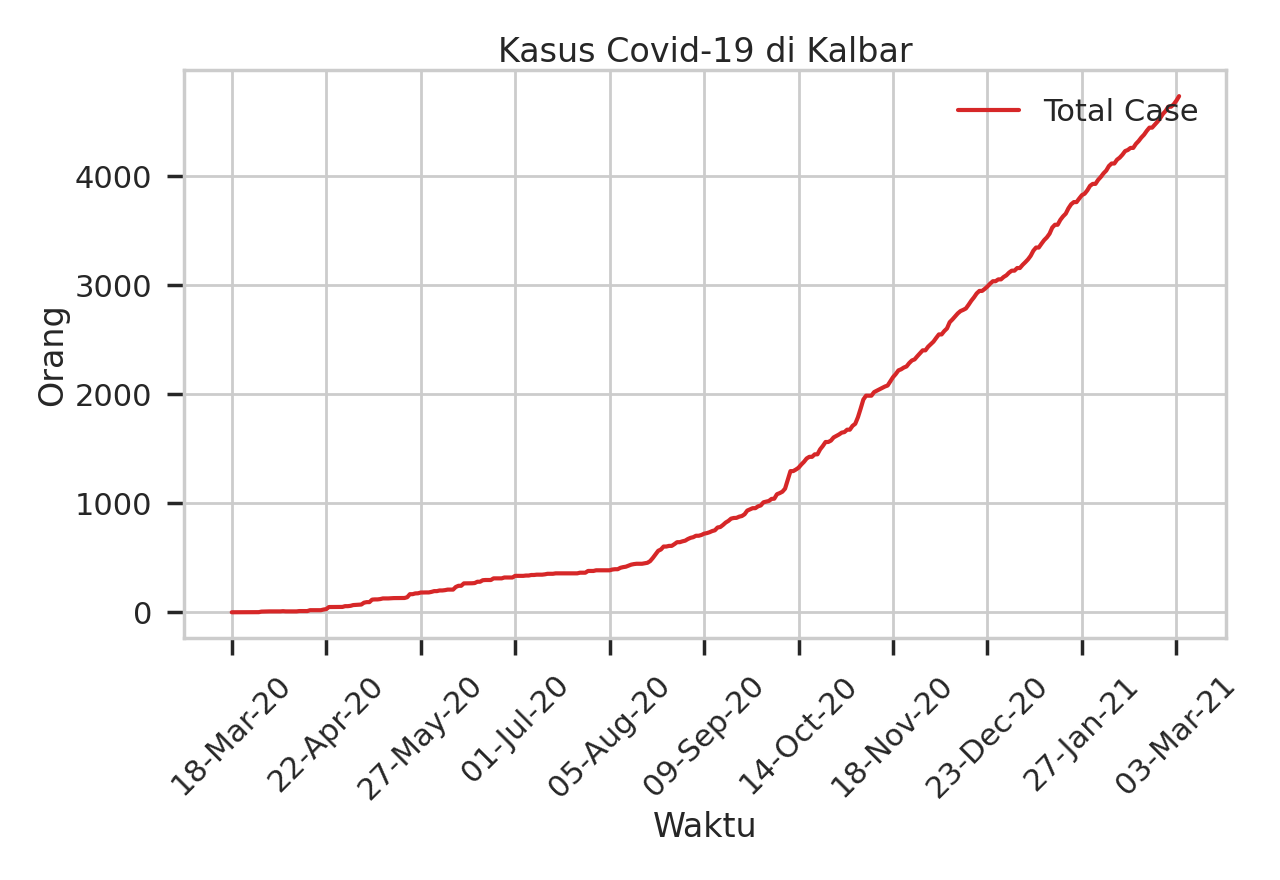 Kasus Covid-19 di Kalbar
Total Case
Orang
4000
3000
2000
1000
0
18-Mar-20
22-Apr-20
27-May-20
01-Jul-20
05-Aug-20
09-Sep-20
14-Oct-20
18-Nov-20
23-Dec-20
27-Jan-21
03-Mar-21
Waktu